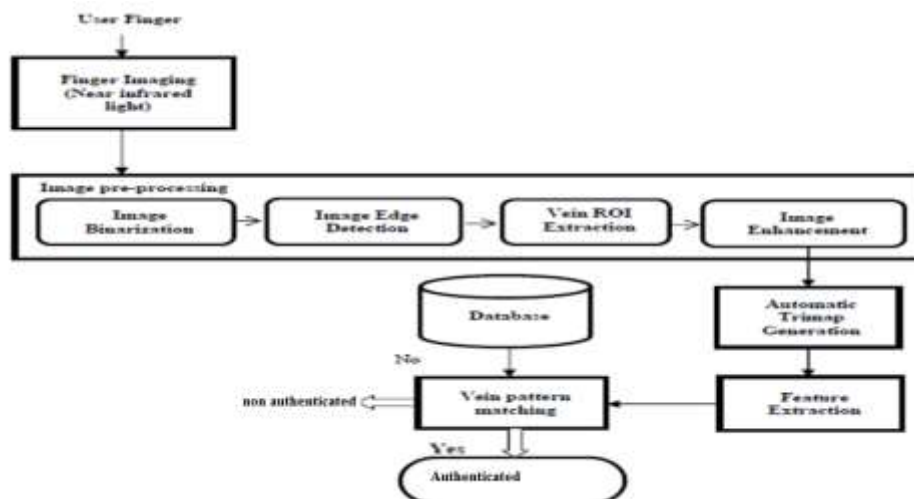 User Finger
Finger Imaging
(Near infrared
light)
Image pre-processing
Image
Binarization
Image Edge
Detection
Vein ROI
Extraction
Image
Enhancement
Database
Automatic
Trimap
Generation
No
non authenticated
Vein pattern
matching
Feature
Extraction
Yes
Authenticated